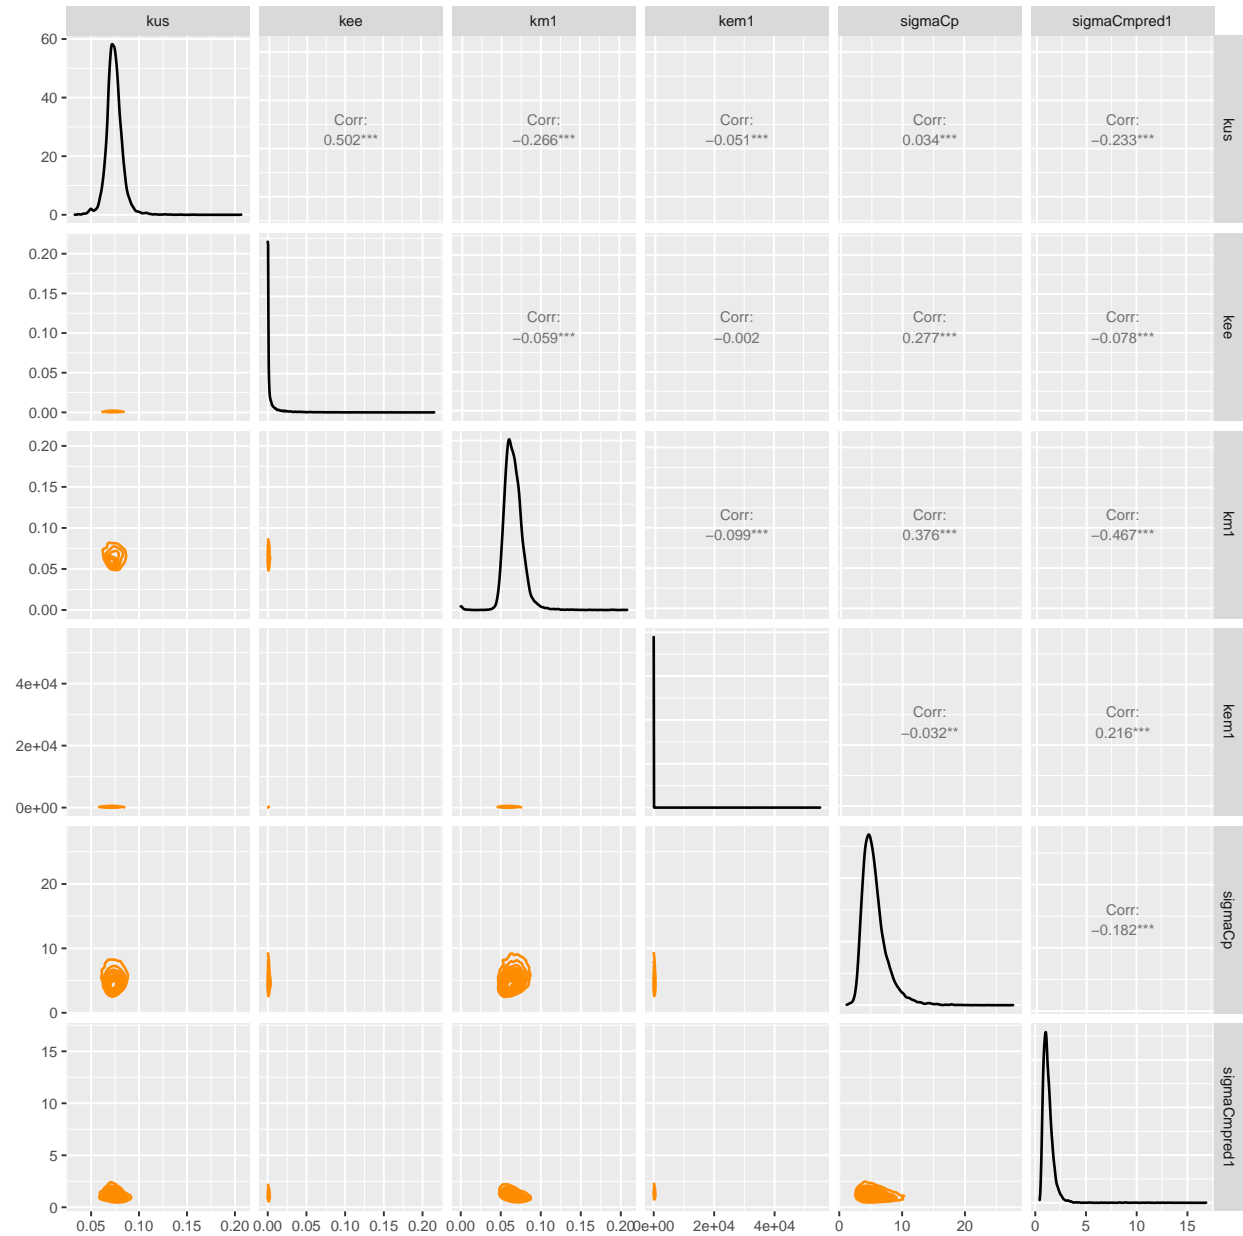 kus kee km1 kem1 sigmaCp sigmaCmpred1
60
40
20
0
Corr:
0.502***
Corr:
−0.266***
Corr:
−0.051***
Corr:
0.034***
Corr:
−0.233***
kus
0.20
0.15
0.10
0.05
0.00
Corr:
−0.059***
Corr:
−0.002
Corr:
0.277***
Corr:
−0.078***
kee
0.20
0.15
0.10
0.05
0.00
Corr:
−0.099***
Corr:
0.376***
Corr:
−0.467***
km1
4e+04
2e+04
0e+00
Corr:
−0.032**
Corr:
0.216***
kem1
20
10
0
Corr:
−0.182***
sigmaCp
15
10
5
0
sigmaCmpred1
0.05 0.10 0.15 0.20 0.00 0.05 0.10 0.15 0.20 0.00 0.05 0.10 0.15 0.20 0e+00 2e+04 4e+04 0 10 20 0 5 10 15